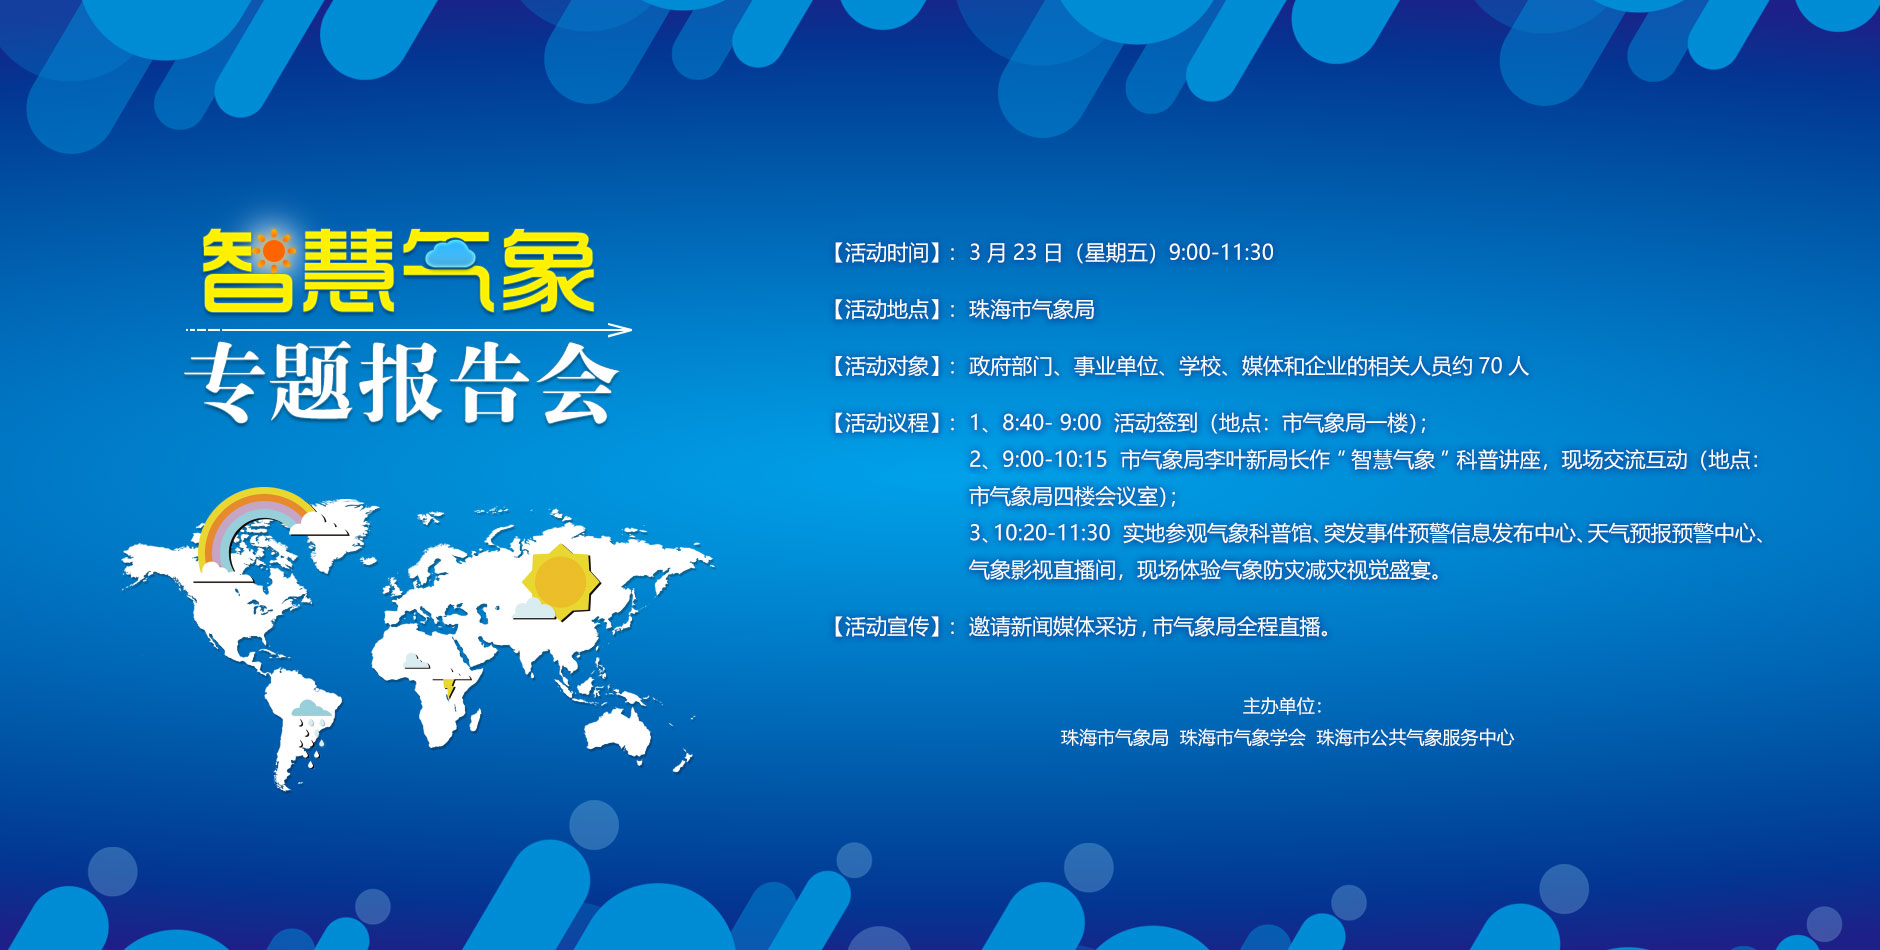 智慧气象
专题报告会
【活动时间】：3 月 23 日（星期五）9:00-11:30
【活动地点】：珠海市气象局
【活动对象】：政府部门、事业单位、学校、媒体和企业的相关人员约 70 人
【活动议程】：1、8:40- 9:00 活动签到（地点：市气象局一楼）；
2、9:00-10:15 市气象局李叶新局长作 “ 智慧气象 ” 科普讲座，现场交流互动（地点：
市气象局四楼会议室）；
3、10:20-11:30 实地参观气象科普馆、突发事件预警信息发布中心、天气预报预警中心、
气象影视直播间，现场体验气象防灾减灾视觉盛宴。
【活动宣传】：邀请新闻媒体采访 , 市气象局全程直播。
主办单位：
珠海市气象局 珠海市气象学会 珠海市公共气象服务中心